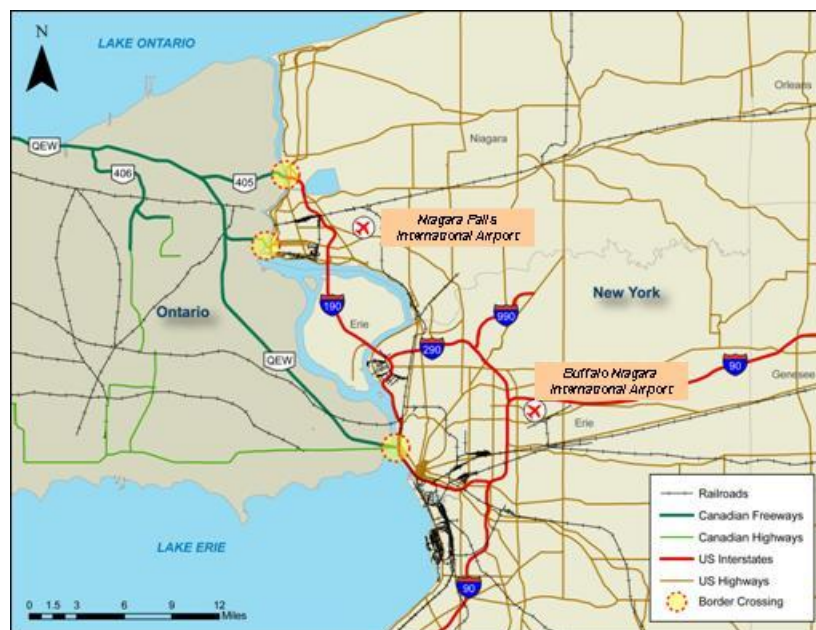 N
LAKE ONTARIO
Orleans
Niagara
QEW
406
405
Niagara Falls
International Airport
New York
Ontario
190
Erie
990
290
QEW
90
Buffalo Niagara
International Airport
Genesee
Erie
LAKE ERIE
90
Railroads
Canadian Freeways
Canadian Highways
US Interstates
US Highways
Border Crossing
0 1.5 3 6 9 12
Miles